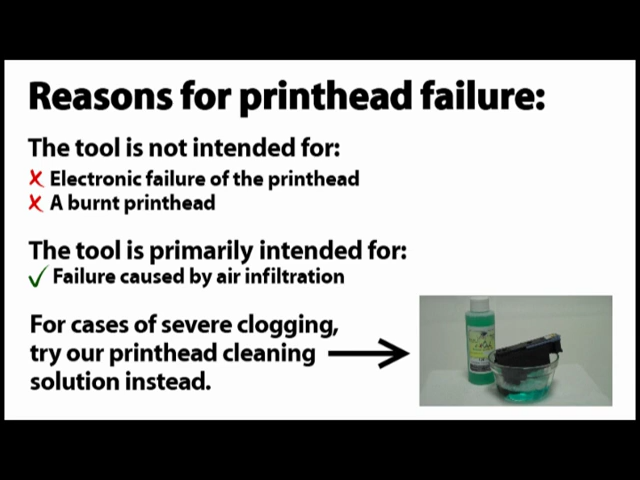 Reasons for printhead failure:
The tool is not intended for:
✗ Electronic failure of the printhead
✗ A burnt printhead
The tool is primarily intended for:
✓ Failure caused by air infiltration
For cases of severe clogging,
try our printhead cleaning
solution instead.